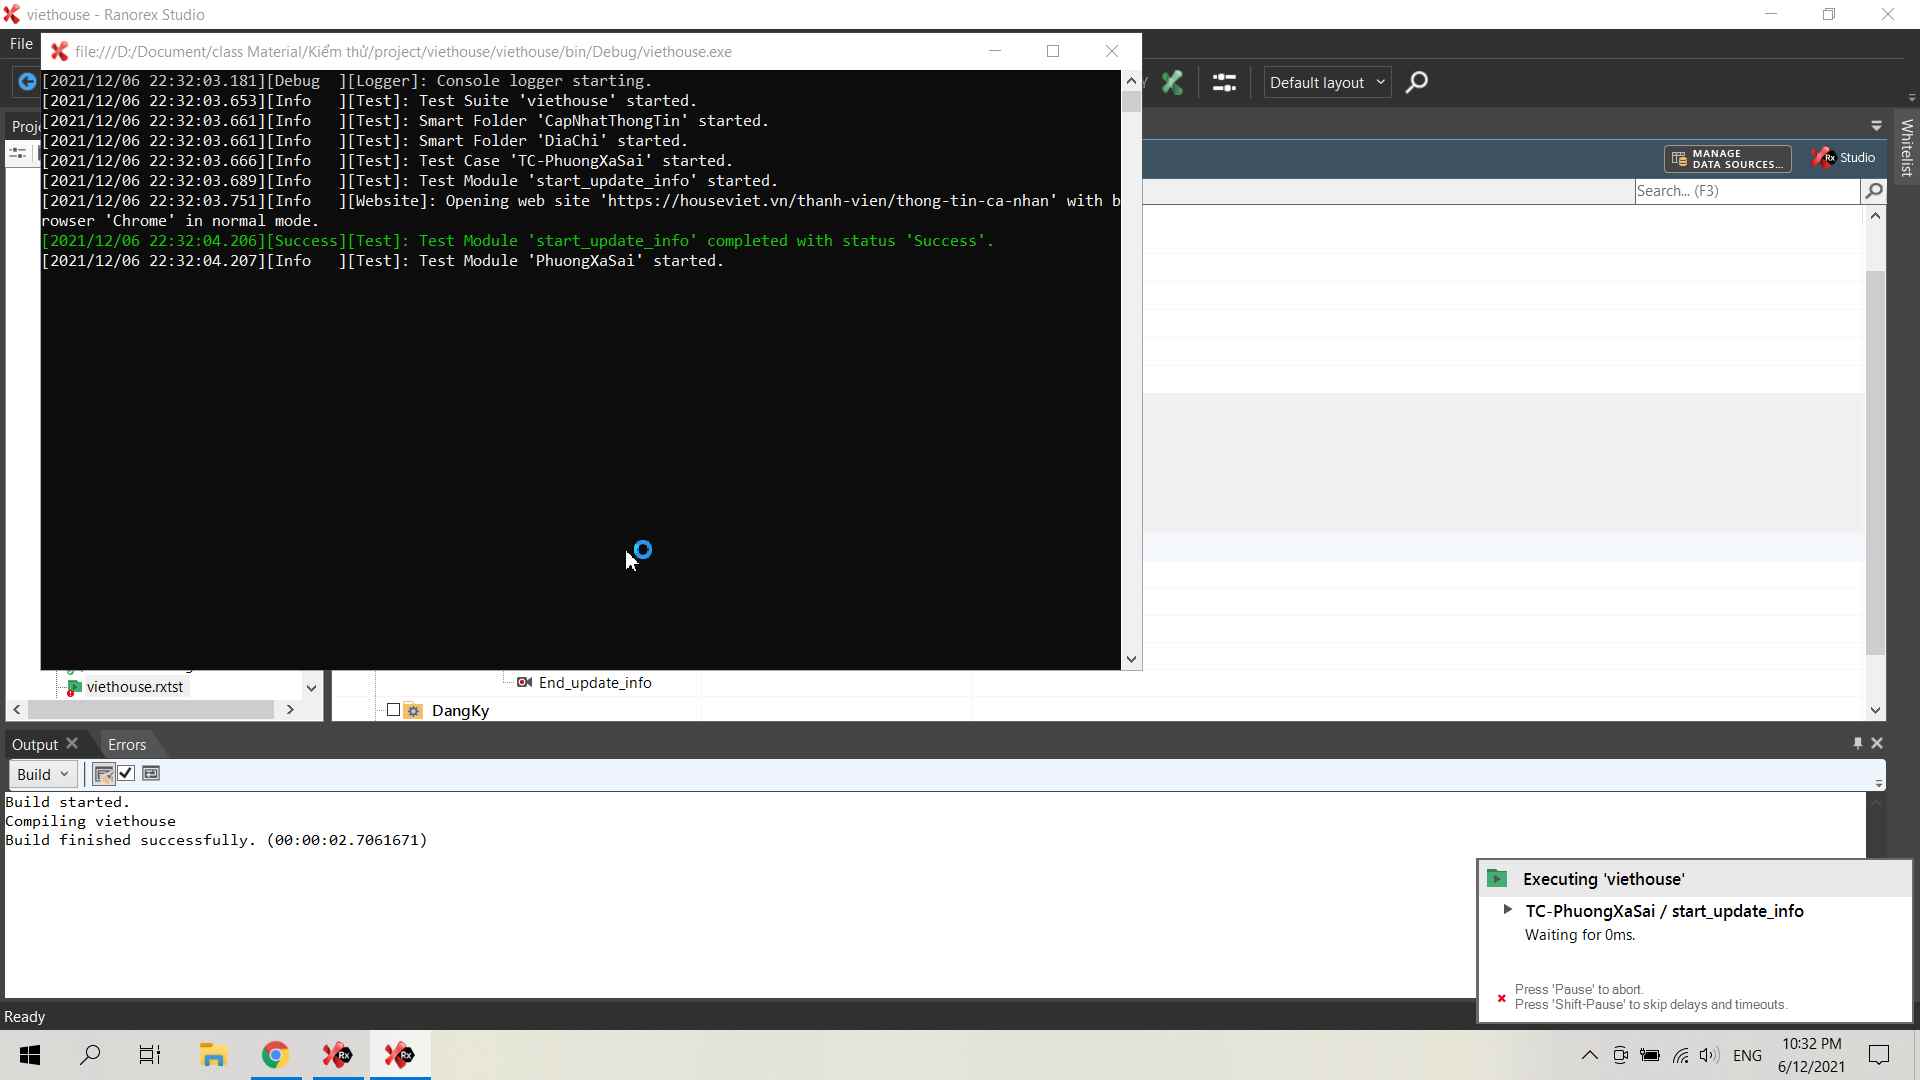 viethouse - Ranorex Studio
File
file:///D:/Document/class Material/Kiểm thử/project/viethouse/viethouse/bin/Debug/viethouse.exe
Default layout
Proje
Whitelist
MANAGE
DATA SOURCES...
Rx Studio
Search... (F3)
[2021/12/06 22:32:03.181][Debug  ][Logger]: Console logger starting.
[2021/12/06 22:32:03.653][Info   ][Test]: Test Suite 'viethouse' started.
[2021/12/06 22:32:03.661][Info   ][Test]: Smart Folder 'CapNhatThongTin' started.
[2021/12/06 22:32:03.661][Info   ][Test]: Smart Folder 'DiaChi' started.
[2021/12/06 22:32:03.666][Info   ][Test]: Test Case 'TC-PhuongXaSai' started.
[2021/12/06 22:32:03.689][Info   ][Test]: Test Module 'start_update_info' started.
[2021/12/06 22:32:03.751][Info   ][Website]: Opening web site 'https://houseviet.vn/thanh-vien/thong-tin-ca-nhan' with b
rowser 'Chrome' in normal mode.
[2021/12/06 22:32:04.206][Success][Test]: Test Module 'start_update_info' completed with status 'Success'.
[2021/12/06 22:32:04.207][Info   ][Test]: Test Module 'PhuongXaSai' started.
viethouse.rxtst
End_update_info
DangKy
Output
Errors
Build
Build started.
Compiling viethouse
Build finished successfully. (00:00:02.7061671)
Executing 'viethouse'
TC-PhuongXaSai / start_update_info
Waiting for 0ms.
Press 'Pause' to abort.
Press 'Shift-Pause' to skip delays and timeouts.
Ready
Rx
Rx
ENG
10:32 PM
6/12/2021